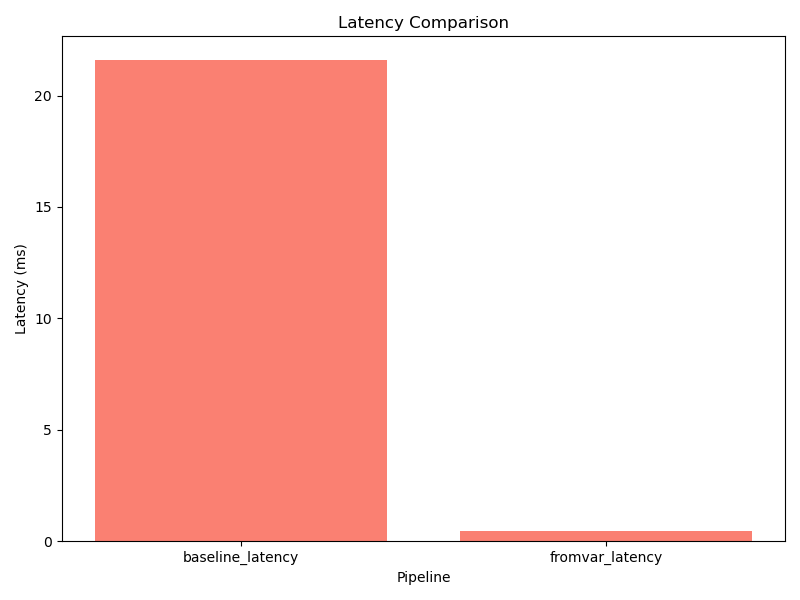 Latency Comparison
Latency (ms)
20
15
10
5
0
baseline_latency
fromvar_latency
Pipeline